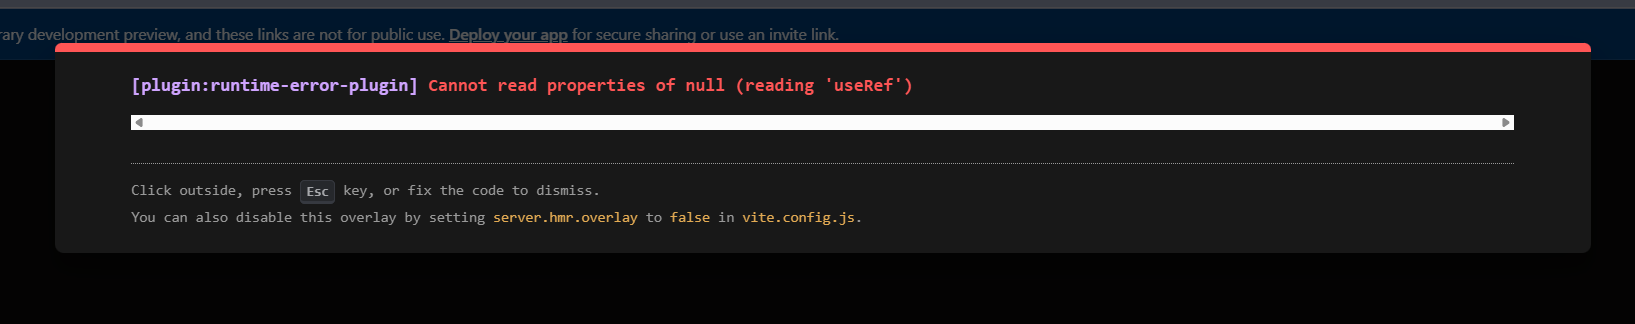 rary development preview, and these links are not for public use. Deploy your app for secure sharing or use an invite link.
[plugin:runtime-error-plugin] Cannot read properties of null (reading 'useRef')
Click outside, press Esc key, or fix the code to dismiss.
You can also disable this overlay by setting server.hmr.overlay to false in vite.config.js.